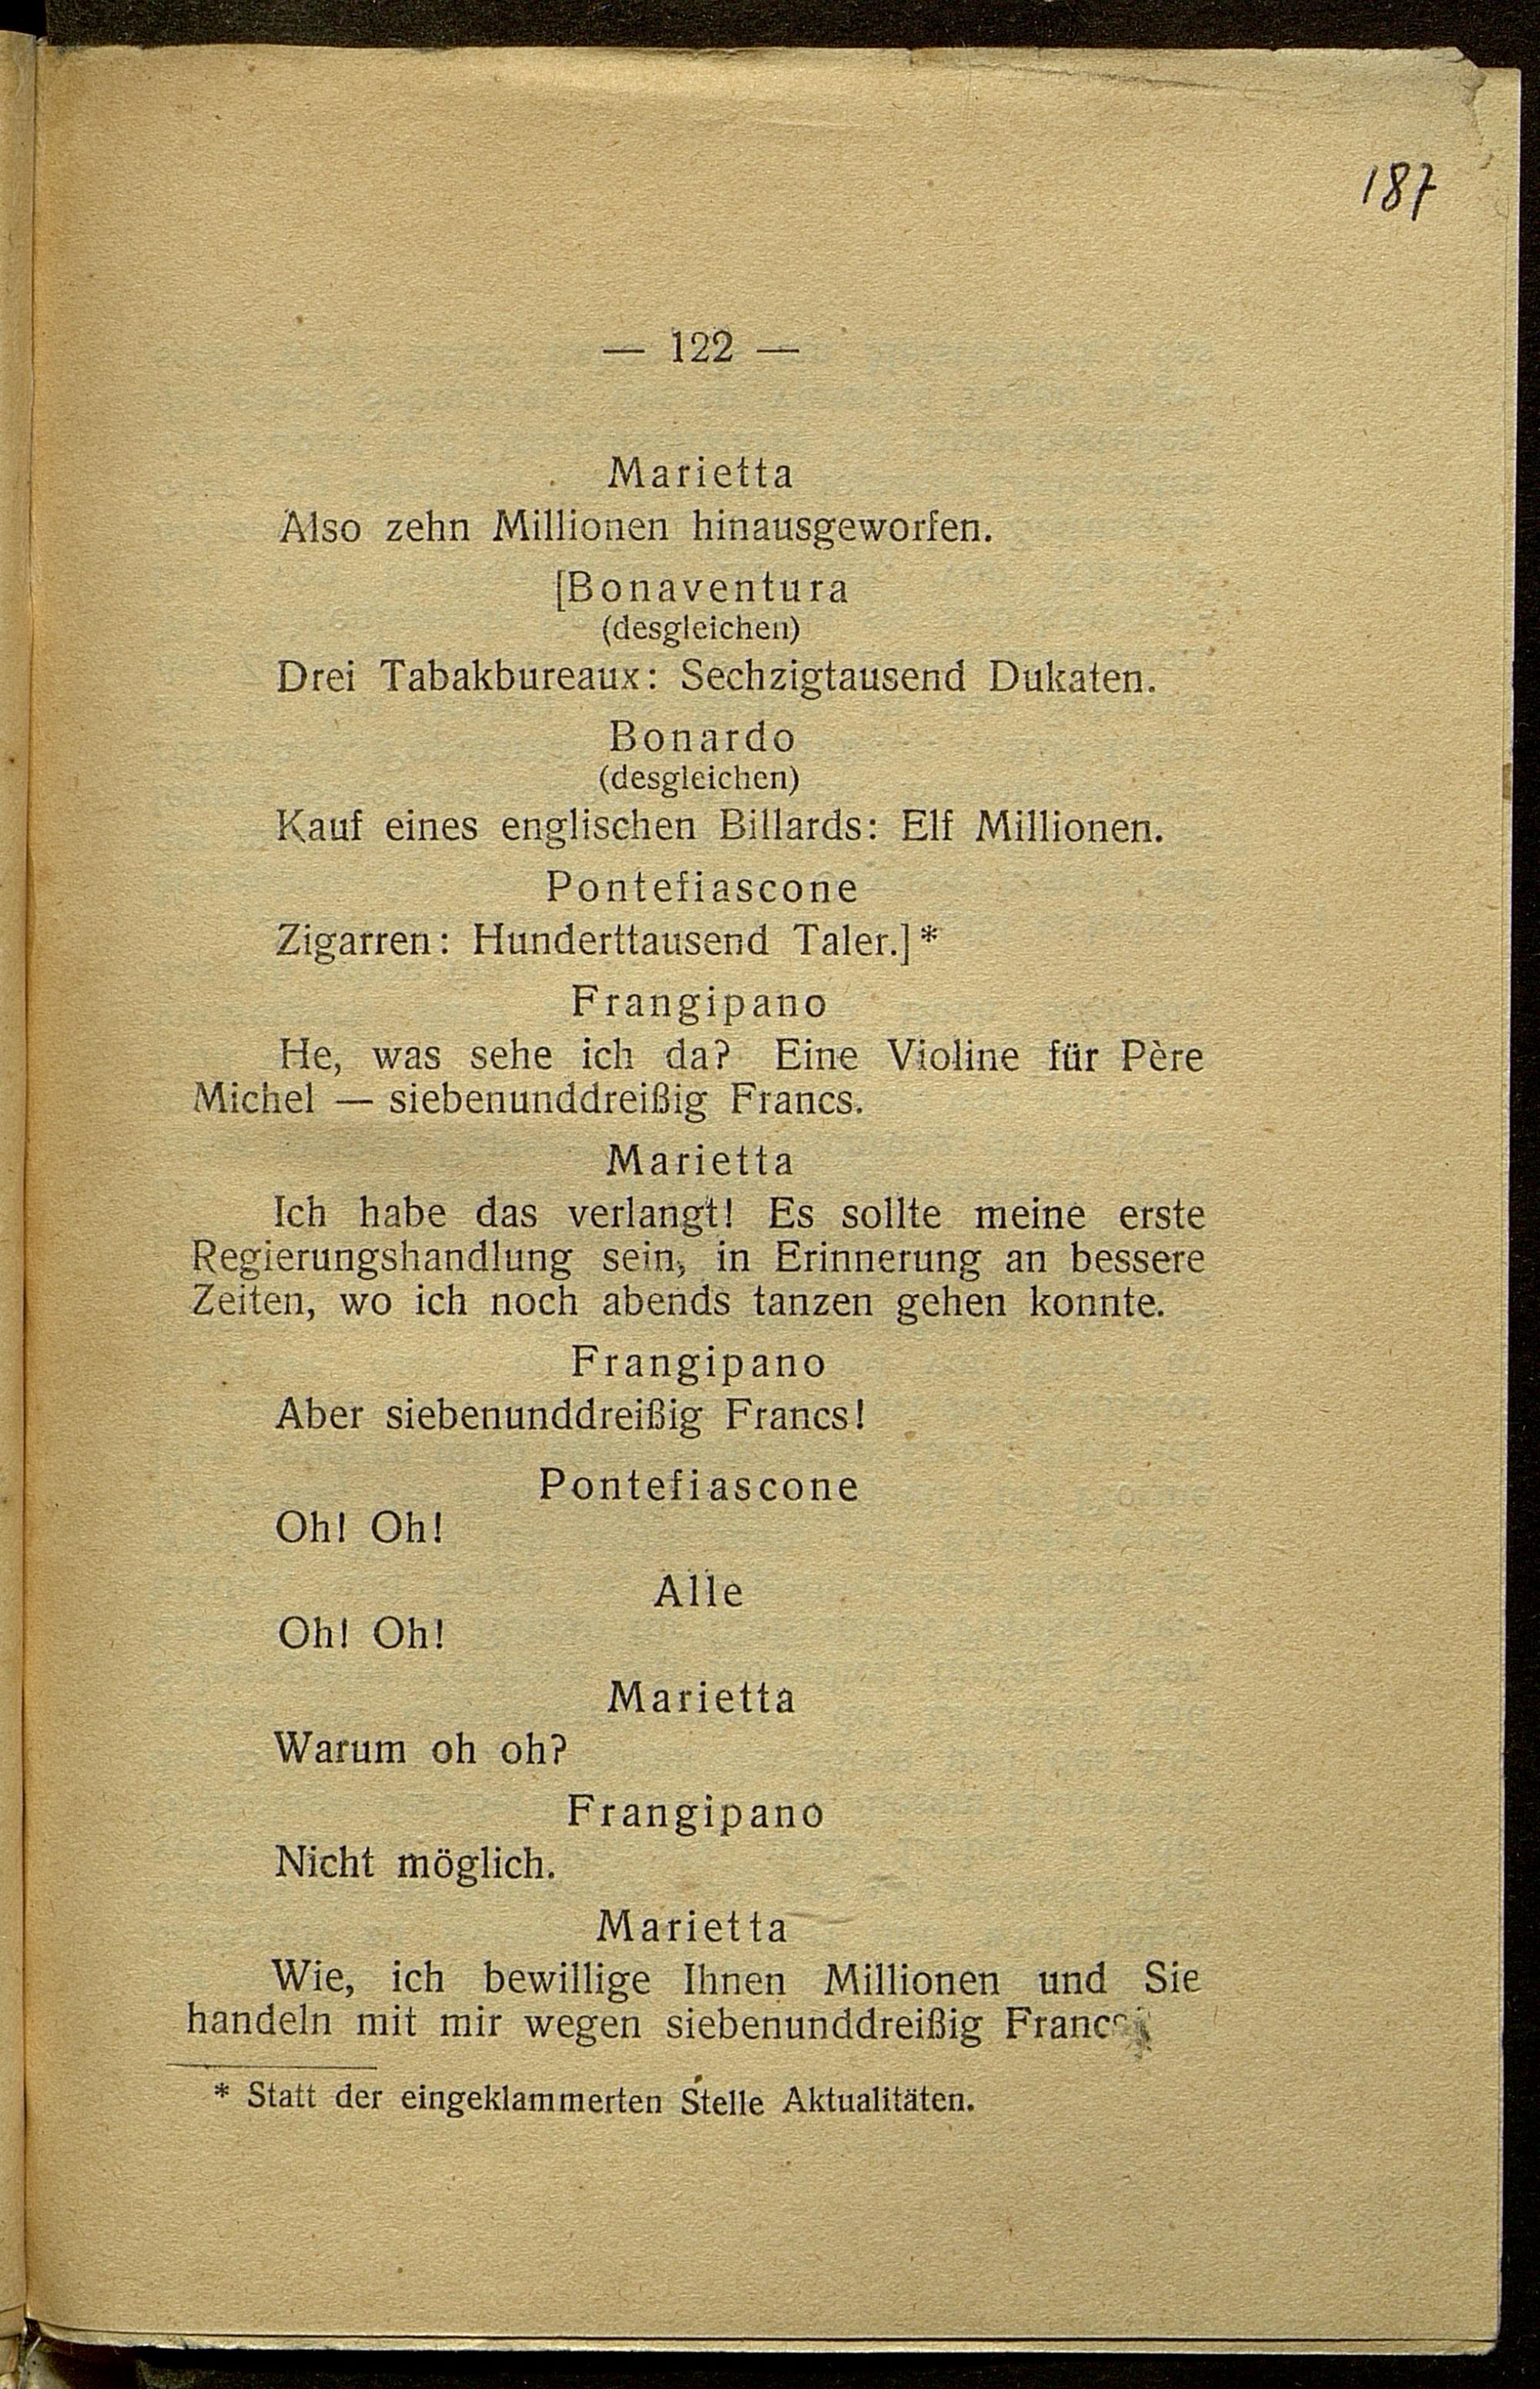 187
— 122 —
Marietta
Also zehn Millionen hinausgeworfen.
[Bonaventura
(desgleichen)
Drei Tabakbureaux: Sechzigtausend Dukaten.
Bonardo
(desgleichen)
Kauf eines englischen Billards: Elf Millionen.
Pontefiascone
Zigarren: Hunderttausend Taler.]*
Frangipano
He, was sehe ich da? Eine Violine für Père
Michel — siebenunddreißig Francs.
Marietta
Ich habe das verlangt! Es sollte meine erste
Regierungshandlung sein, in Erinnerung an bessere
Zeiten, wo ich noch abends tanzen gehen konnte.
Frangipano
Aber siebenunddreißig Francs!
Pontefiascone
Oh! Oh!
Alle
Oh! Oh!
Marietta
Warum oh oh?
Frangipano
Nicht möglich.
Marietta
Wie, ich bewillige Ihnen Millionen und Sie
handeln mit mir wegen siebenunddreißig Francs
* Statt der eingeklammerten Stelle Aktualitäten.